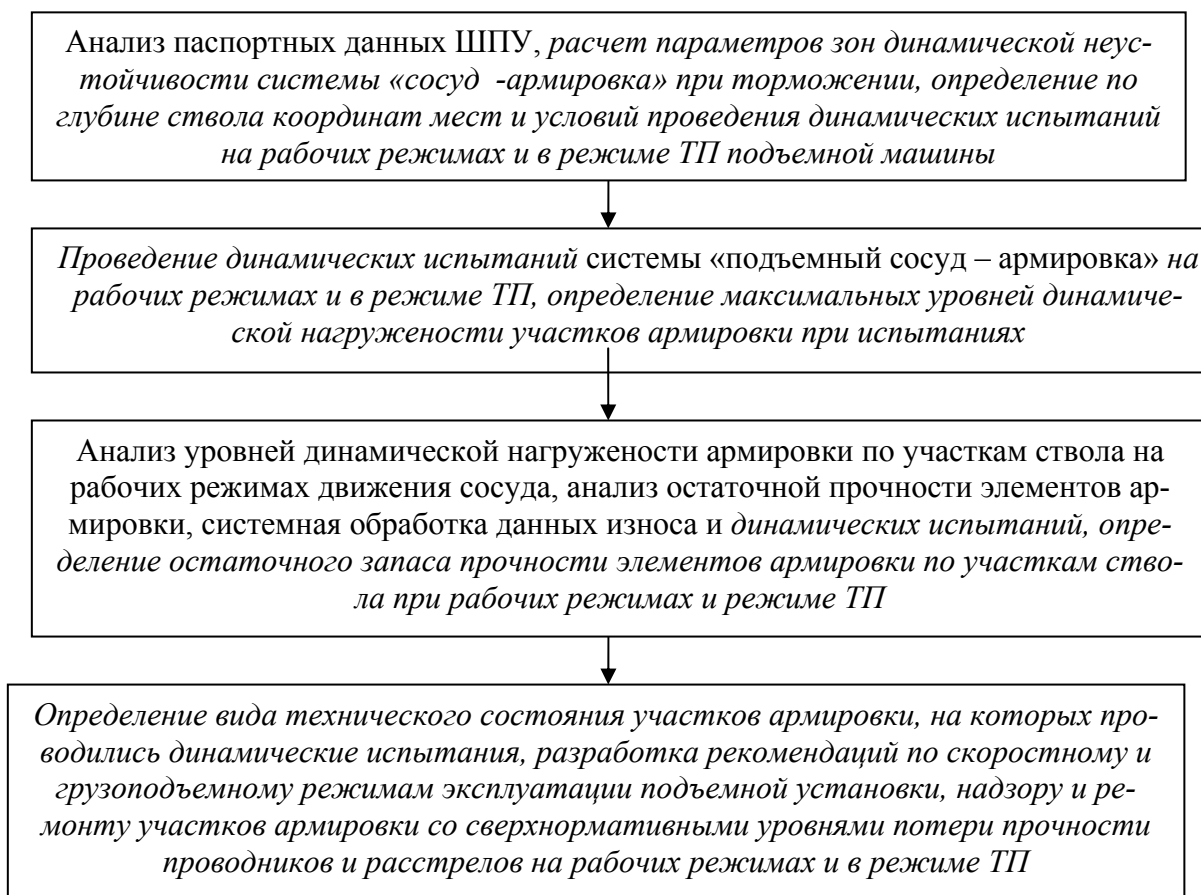 Анализ паспортных данных ШПУ, расчет параметров зон динамической неус-
тойчивости системы «сосуд -армировка» при торможении, определение по
глубине ствола координат мест и условий проведения динамических испытаний
на рабочих режимах и в режиме ТП подъемной машины
Проведение динамических испытаний системы «подъемный сосуд – армировка» на
рабочих режимах и в режиме ТП, определение максимальных уровней динамиче-
ской нагружености участков армировки при испытаниях
Анализ уровней динамической нагружености армировки по участкам ствола на
рабочих режимах движения сосуда, анализ остаточной прочности элементов ар-
мировки, системная обработка данных износа и динамических испытаний, опре-
деление остаточного запаса прочности элементов армировки по участкам ство-
ла при рабочих режимах и режиме ТП
Определение вида технического состояния участков армировки, на которых про-
водились динамические испытания, разработка рекомендаций по скоростному и
грузоподъемному режимам эксплуатации подъемной установки, надзору и ре-
монту участков армировки со сверхнормативными уровнями потери прочности
проводников и расстрелов на рабочих режимах и в режиме ТП